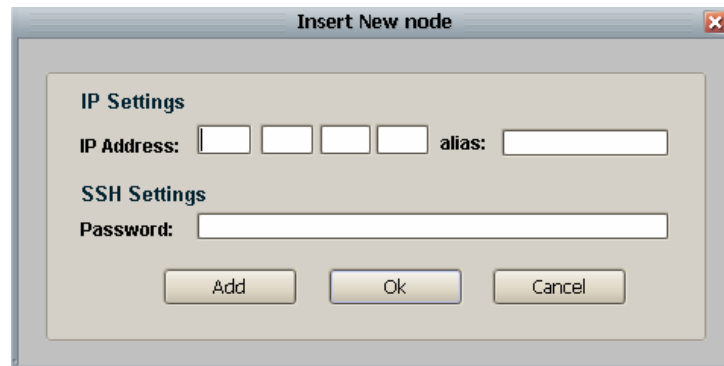 Insert New node
IP Settings
IP Address: alias:
SSH Settings
Password:
Add Ok Cancel